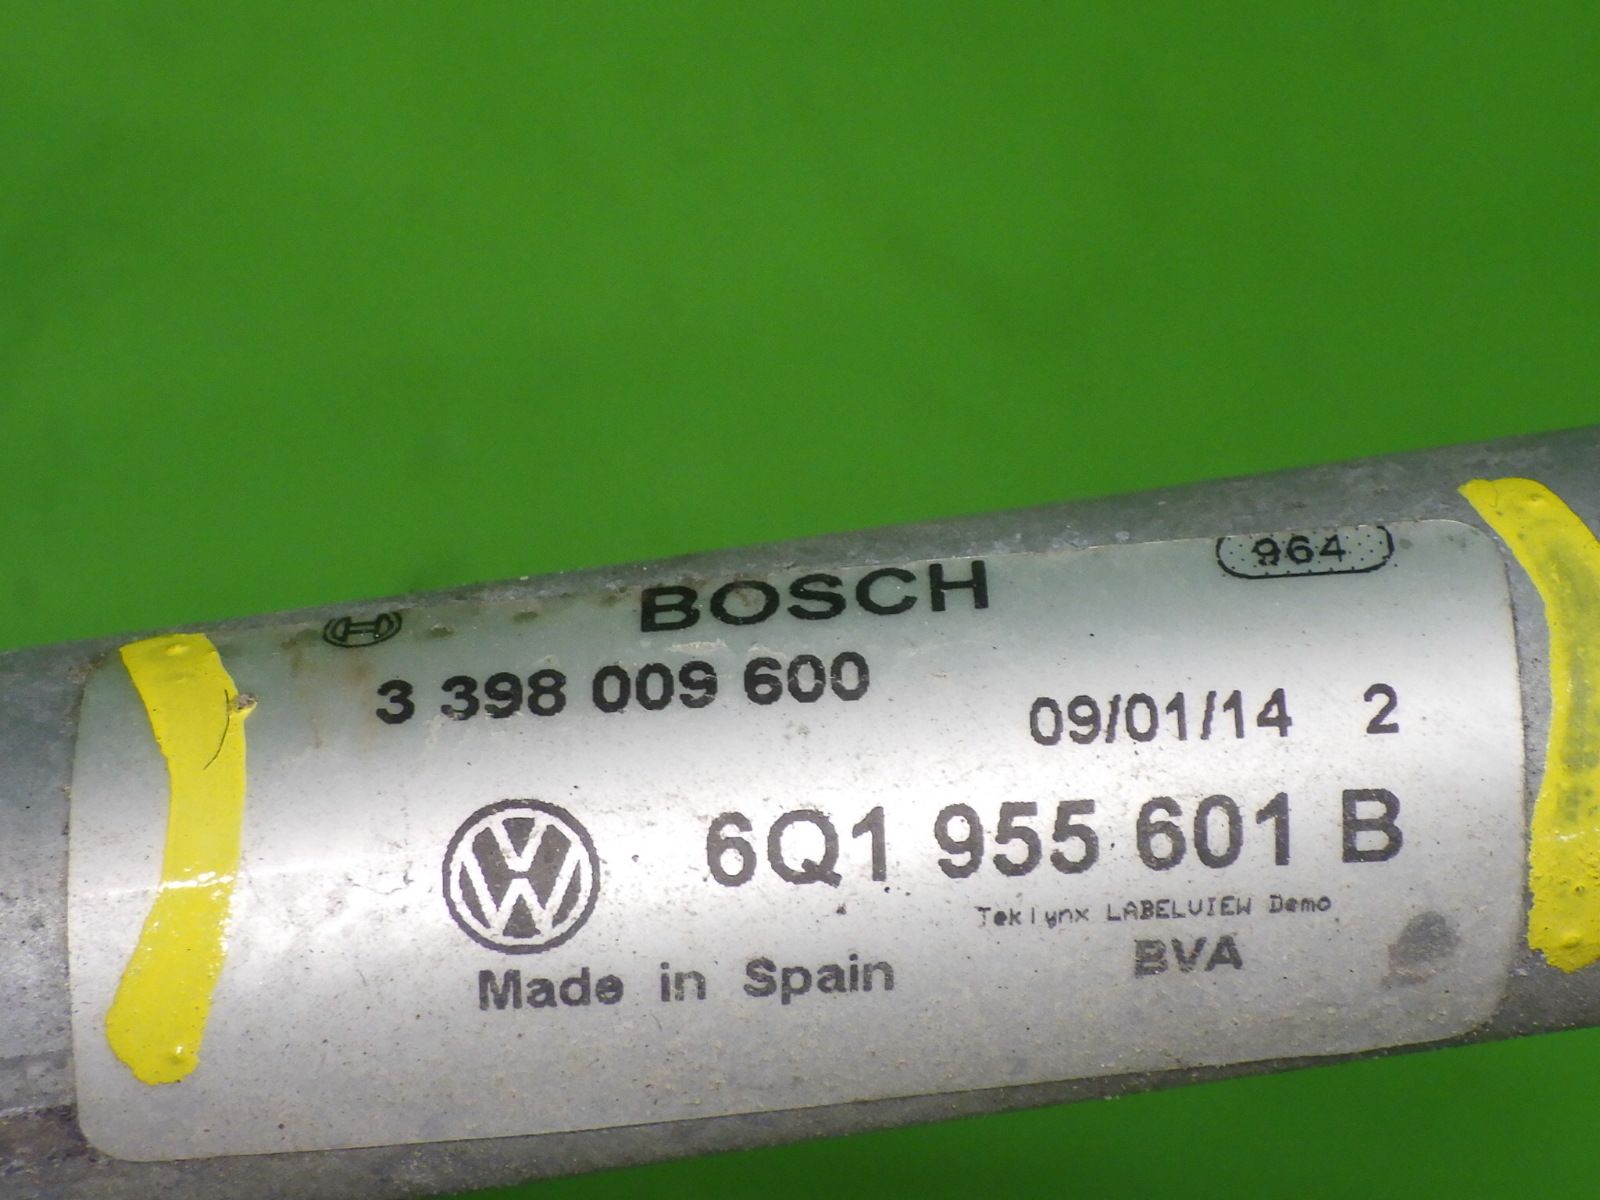 964
BOSCH
3 398 009 600
09/01/14 2
6Q1 955 601 B
Teklynx LABELVIEW Demo
BVA
Made in Spain